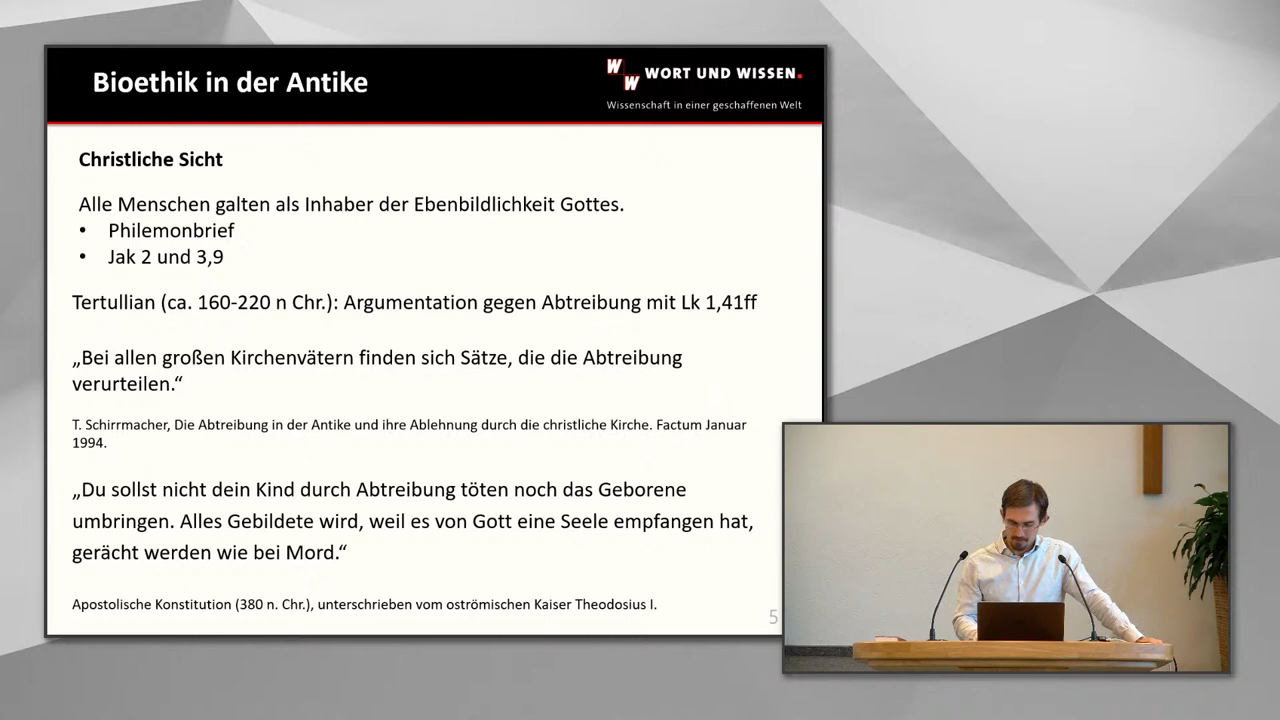 Bioethik in der Antike
W
W
WORT UND WISSEN.
Wissenschaft in einer geschaffenen Welt
Christliche Sicht
Alle Menschen galten als Inhaber der Ebenbildlichkeit Gottes.
• Philemonbrief
• Jak 2 und 3,9
Tertullian (ca. 160-220 n Chr.): Argumentation gegen Abtreibung mit Lk 1,41ff
„Bei allen großen Kirchenvätern finden sich Sätze, die die Abtreibung
verurteilen.“
T. Schirrmacher, Die Abtreibung in der Antike und ihre Ablehnung durch die christliche Kirche. Factum Januar
1994.
„Du sollst nicht dein Kind durch Abtreibung töten noch das Geborene
umbringen. Alles Gebildete wird, weil es von Gott eine Seele empfangen hat,
gerächt werden wie bei Mord.“
Apostolische Konstitution (380 n. Chr.), unterschrieben vom oströmischen Kaiser Theodosius I.
5